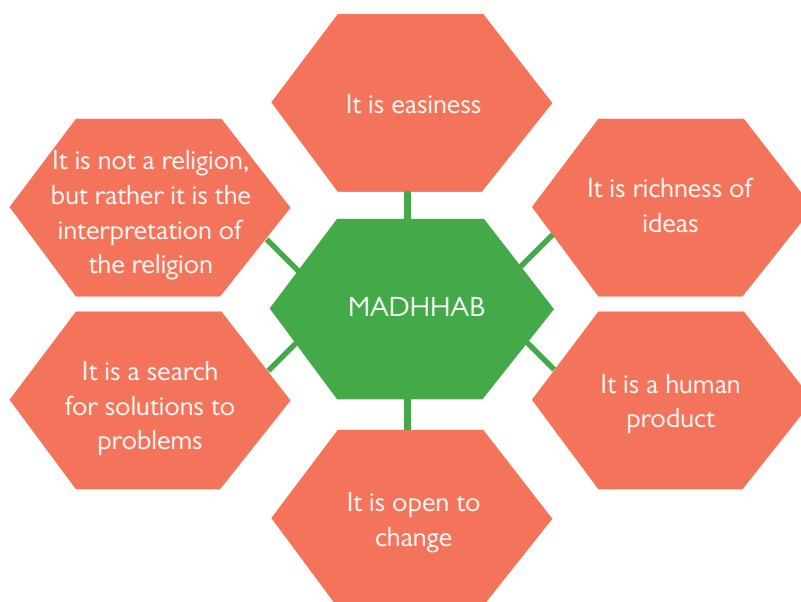 It is easiness
It is not a religion,
but rather it is the
interpretation of
the religion
It is richness of
ideas
MADHHAB
It is a search
for solutions to
problems
It is a human
product
It is open to
change